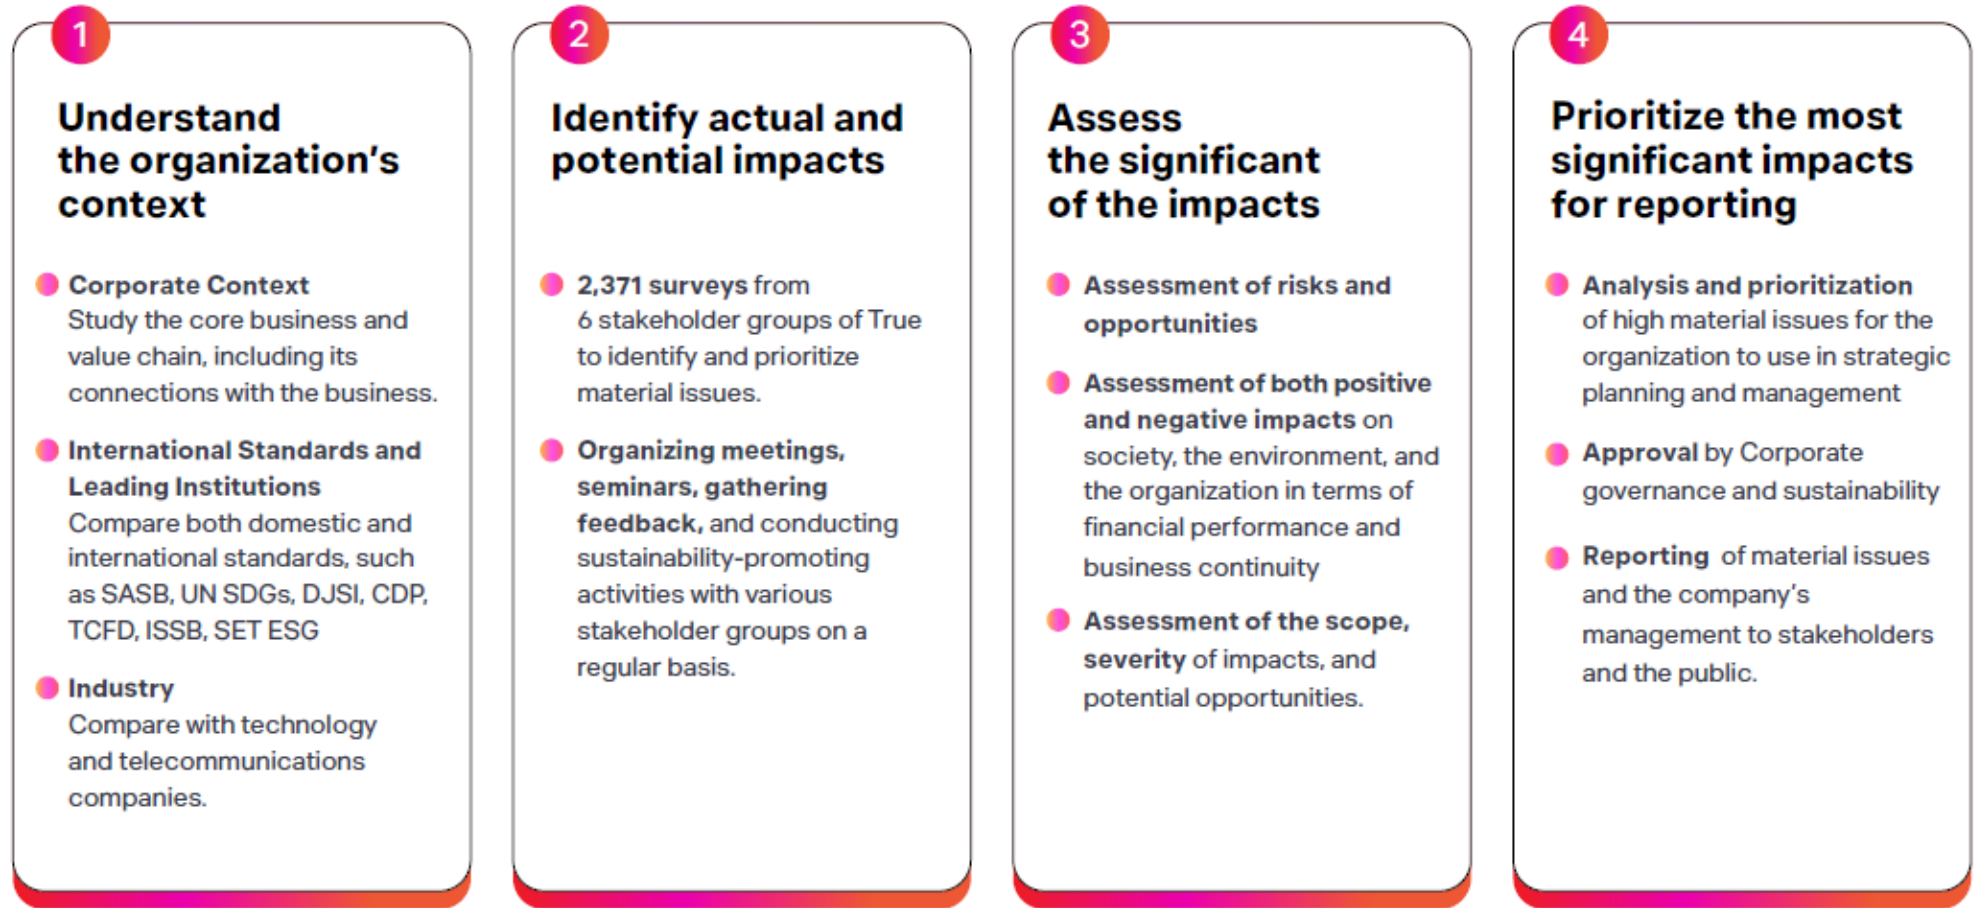 1
Understand
the organization's
context
Corporate Context
Study the core business and
value chain, including its
connections with the business.
International Standards and
Leading Institutions
Compare both domestic and
international standards, such
as SASB, UN SDGs, DJSI, CDP,
TCFD, ISSB, SET ESG
Industry
Compare with technology
and telecommunications
companies.
2
Identify actual and
potential impacts
2,371 surveys from
6 stakeholder groups of True
to identify and prioritize
material issues.
Organizing meetings,
seminars, gathering
feedback, and conducting
sustainability-promoting
activities with various
stakeholder groups on a
regular basis.
3
Assess
the significant
of the impacts
Assessment of risks and
opportunities
Assessment of both positive
and negative impacts on
society, the environment, and
the organization in terms of
financial performance and
business continuity
Assessment of the scope,
severity of impacts, and
potential opportunities.
4
Prioritize the most
significant impacts
for reporting
Analysis and prioritization
of high material issues for the
organization to use in strategic
planning and management
Approval by Corporate
governance and sustainability
Reporting of material issues
and the company's
management to stakeholders
and the public.